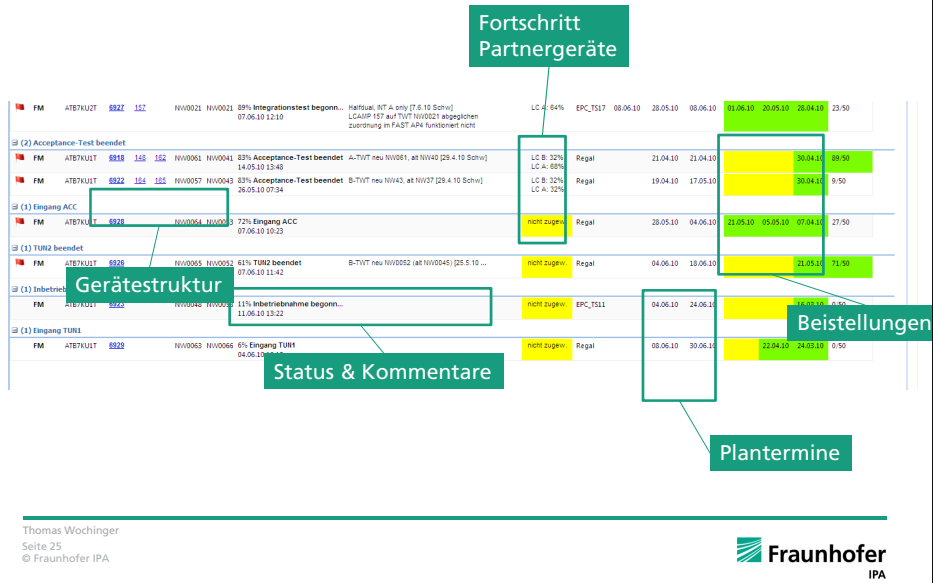 Fortschritt
Partnergeräte
FM ATB7KU2T 6927 157 NW0021 NW0021 89% Integrationstest begonn... Halfdual, INT A only [7.6.10 Schw] LC A: 64% EPC_TS17 08.06.10 28.05.10 08.06.10 01.06.10 20.05.10 28.04.10 23/50
07.06.10 12:10 LCAMP 157 auf TWT NW0021 abgeglichen
zuordnung im FAST AP4 funktioniert nicht
(2) Acceptance-Test
beendet
FM ATB7KU1T 6918 148 162 NW0061 NW0041 83% Acceptance-Test beendet A-TWT neu NW061, alt NW40 [29.4.10 Schw] LC B: 32% Regal 21.04.10 21.04.10 30.04.10 89/50
14.05.10 13:48 LC A: 68%
FM ATB7KU1T 6922 164 165 NW0057 NW0043 83% Acceptance-Test beendet B-TWT neu NW43, alt NW37 [29.4.10 Schw] LC B: 32% Regal 19.04.10 17.05.10 30.04.10 9/50
26.05.10 07:34 LC A: 32%
(1) Eingang ACC
FM ATB7KU1T 6928 NW0064 72% Eingang ACC nicht zugew. Regal 28.05.10 04.06.10 21.05.10 05.05.10 07.04.10 27/50
07.06.10 10:23
(1) TUN2 beendet
FM ATB7KU1T 6926 NW0065 NW0052 61% TUN2 beendet B-TWT neu NW0052 (alt NW0045) [25.5.10 ... nicht zugew. Regal 04.06.10 18.06.10 21.05.10 71/50
07.06.10 11:42
Gerätestruktur
FM 11% Inbetriebnahme begonn... nicht zugew. EPC_TS11 04.06.10 24.06.10
11.06.10 13:22
Beistellungen
(1) Eingang TUN1
FM ATB7KU1T 6929 NW0063 NW0066 6% Eingang TUN1 nicht zugew. Regal 08.06.10 30.06.10 22.04.10 24.03.10 0/50
04.06.10
Status & Kommentare
Plantermine
Thomas Wochinger
Seite 25
© Fraunhofer IPA
Fraunhofer
IPA